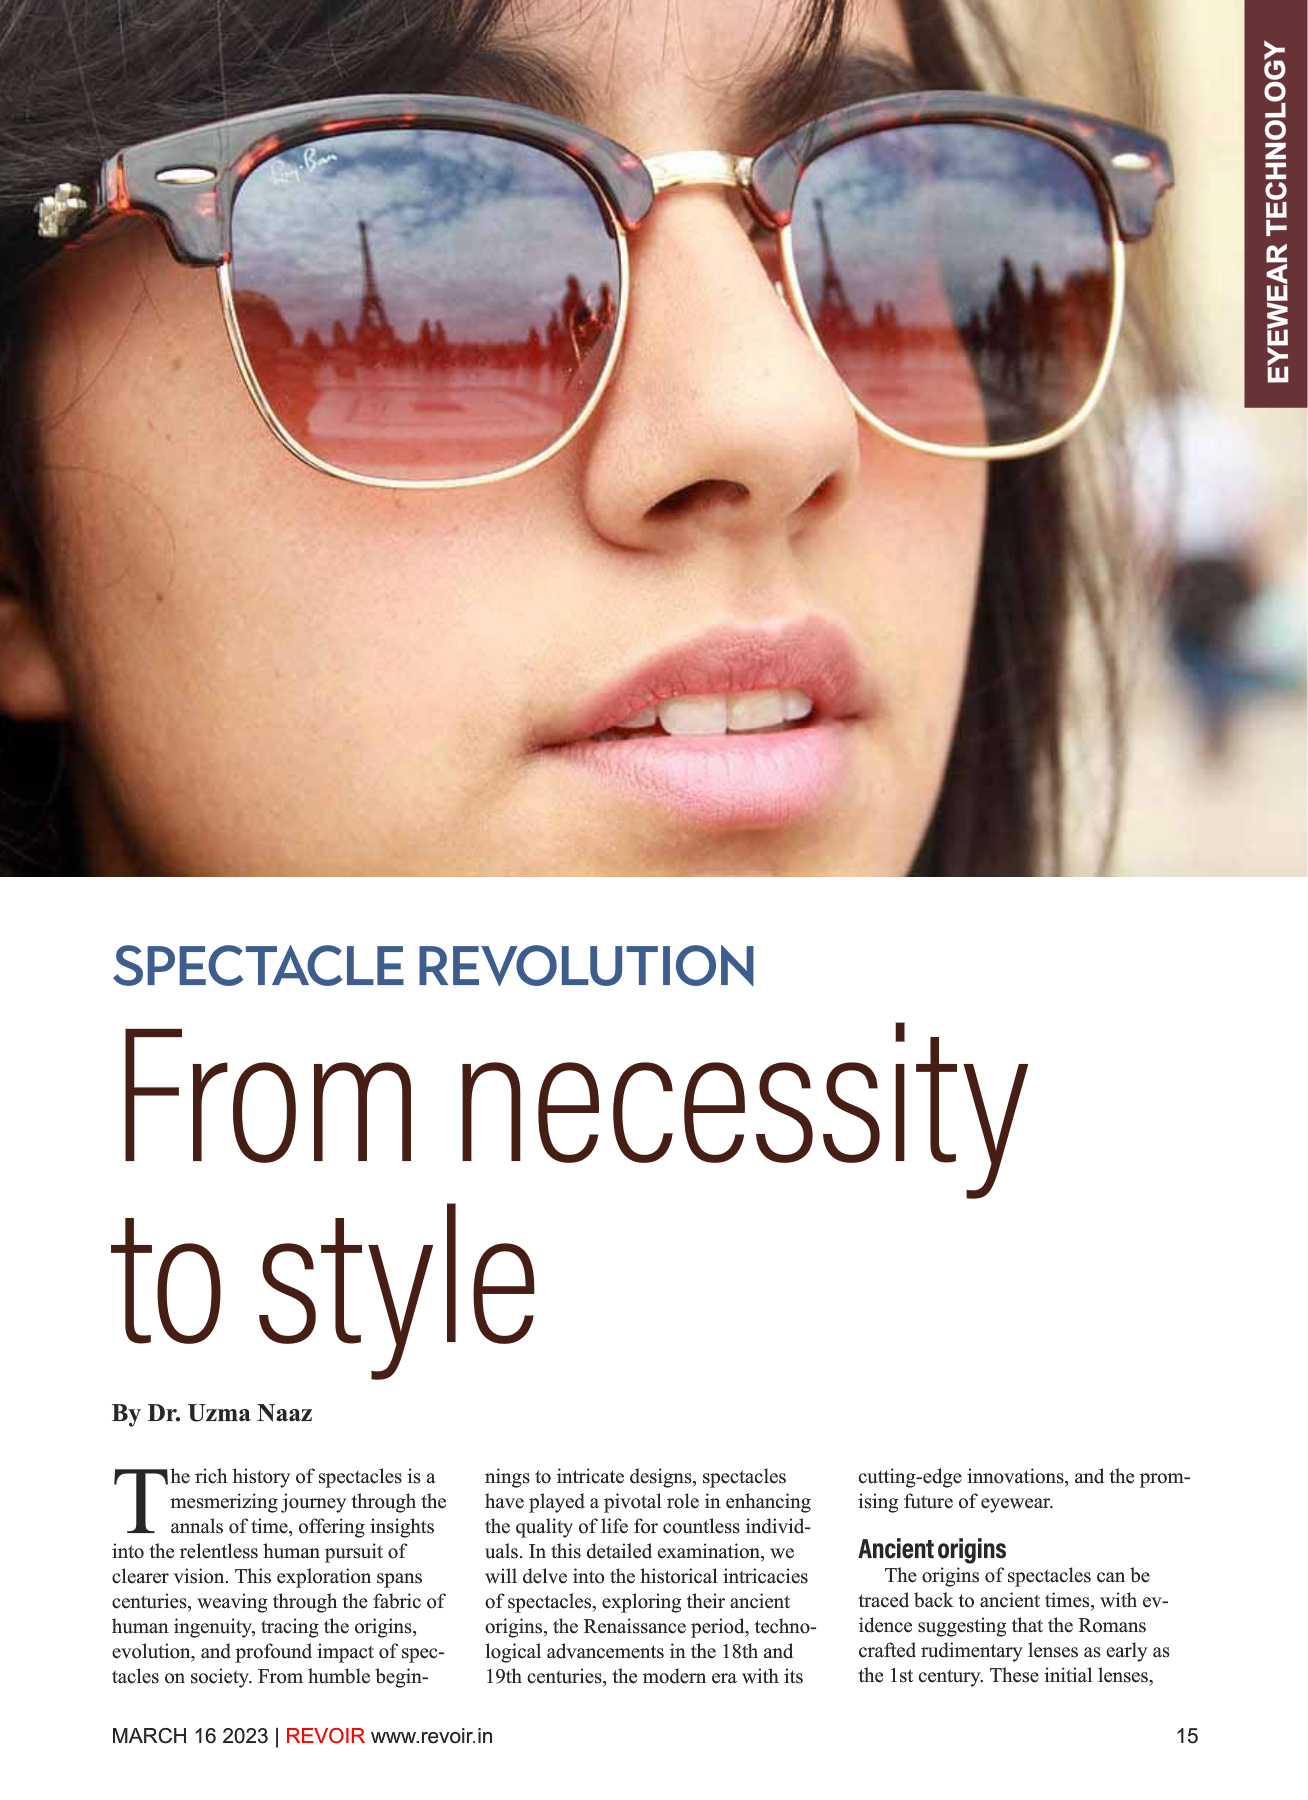 Ray-Ban
EYEWEAR TECHNOLOGY
SPECTACLE REVOLUTION
From necessity
to style
By Dr. Uzma Naaz
The rich history of spectacles is a
mesmerizing journey through the
annals of time, offering insights
into the relentless human pursuit of
clearer vision. This exploration spans
centuries, weaving through the fabric of
human ingenuity, tracing the origins,
evolution, and profound impact of spec-
tacles on society. From humble begin-
nings to intricate designs, spectacles
have played a pivotal role in enhancing
the quality of life for countless individ-
uals. In this detailed examination, we
will delve into the historical intricacies
of spectacles, exploring their ancient
origins, the Renaissance period, techno-
logical advancements in the 18th and
19th centuries, the modern era with its
cutting-edge innovations, and the prom-
ising future of eyewear.
Ancient origins
The origins of spectacles can be
traced back to ancient times, with ev-
idence suggesting that the Romans
crafted rudimentary lenses as early as
the 1st century. These initial lenses,
MARCH 16 2023 | REVOIR www.revoir.in
15